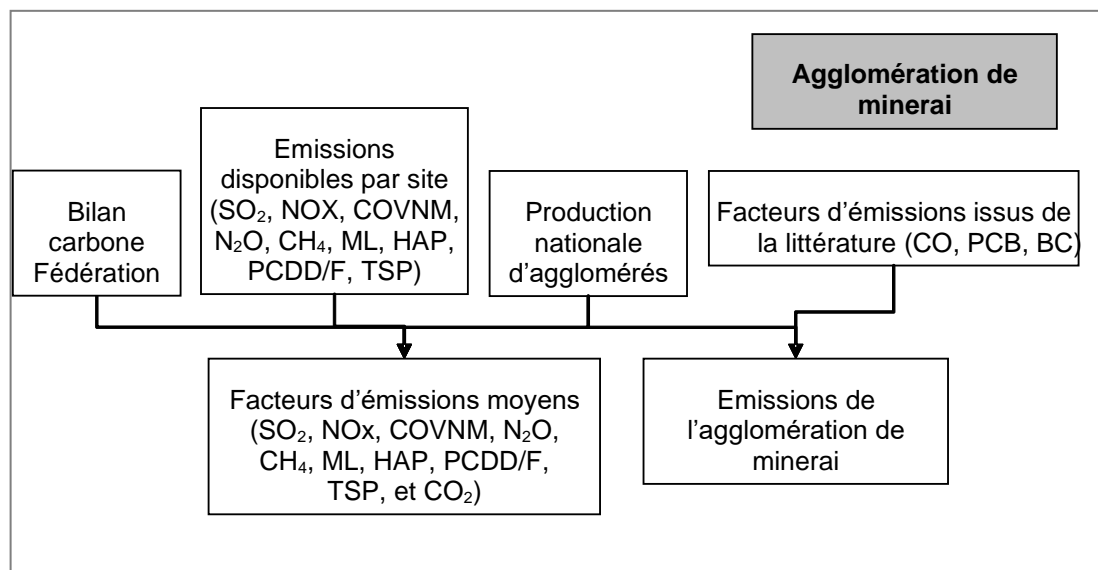 Agglomération de
minerai
Bilan
carbone
Fédération
Emissions
disponibles par site
(SO₂, NOX, COVNM,
N₂O, CH₄, ML, HAP,
PCDD/F, TSP)
Production
nationale
d'agglomérés
Facteurs d'émissions issus de
la littérature (CO, PCB, BC)
Facteurs d'émissions moyens
(SO₂, NOx, COVNM, N₂O,
CH₄, ML, HAP, PCDD/F,
TSP, et CO₂)
Emissions de
l'agglomération de
minerai